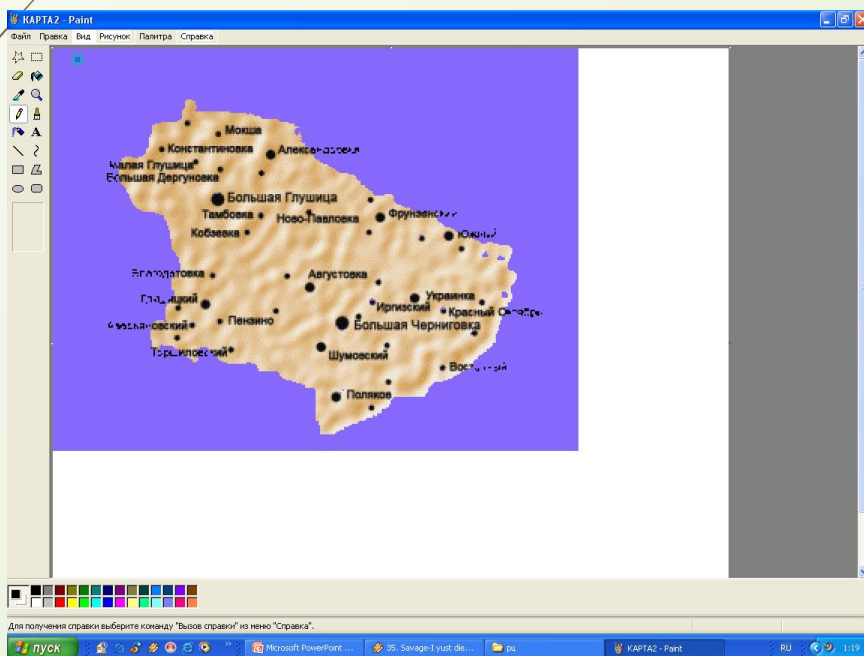 КАРТА2 - Paint
Файл Правка Вид Рисунок Палитра Справка
Мокша
Константиновка
Александровка
Малая Глушица
Большая Дергуновка
Большая Глушица
Тамбовка
Ново-Павловка
Фрунзенский
Кобзевка
Южный
Благодатовка
Августовка
Украинка
Иргизский
Красный Октябрь
Пензино
Большая Черниговка
Шумовский
Восточный
Поляков
Для получения справки выберите команду "Вызов справки" из меню "Справка".
пуск
Microsoft PowerPoint ...
35. Savage-I yust die...
рц
КАРТА2 - Paint
RU
1:19